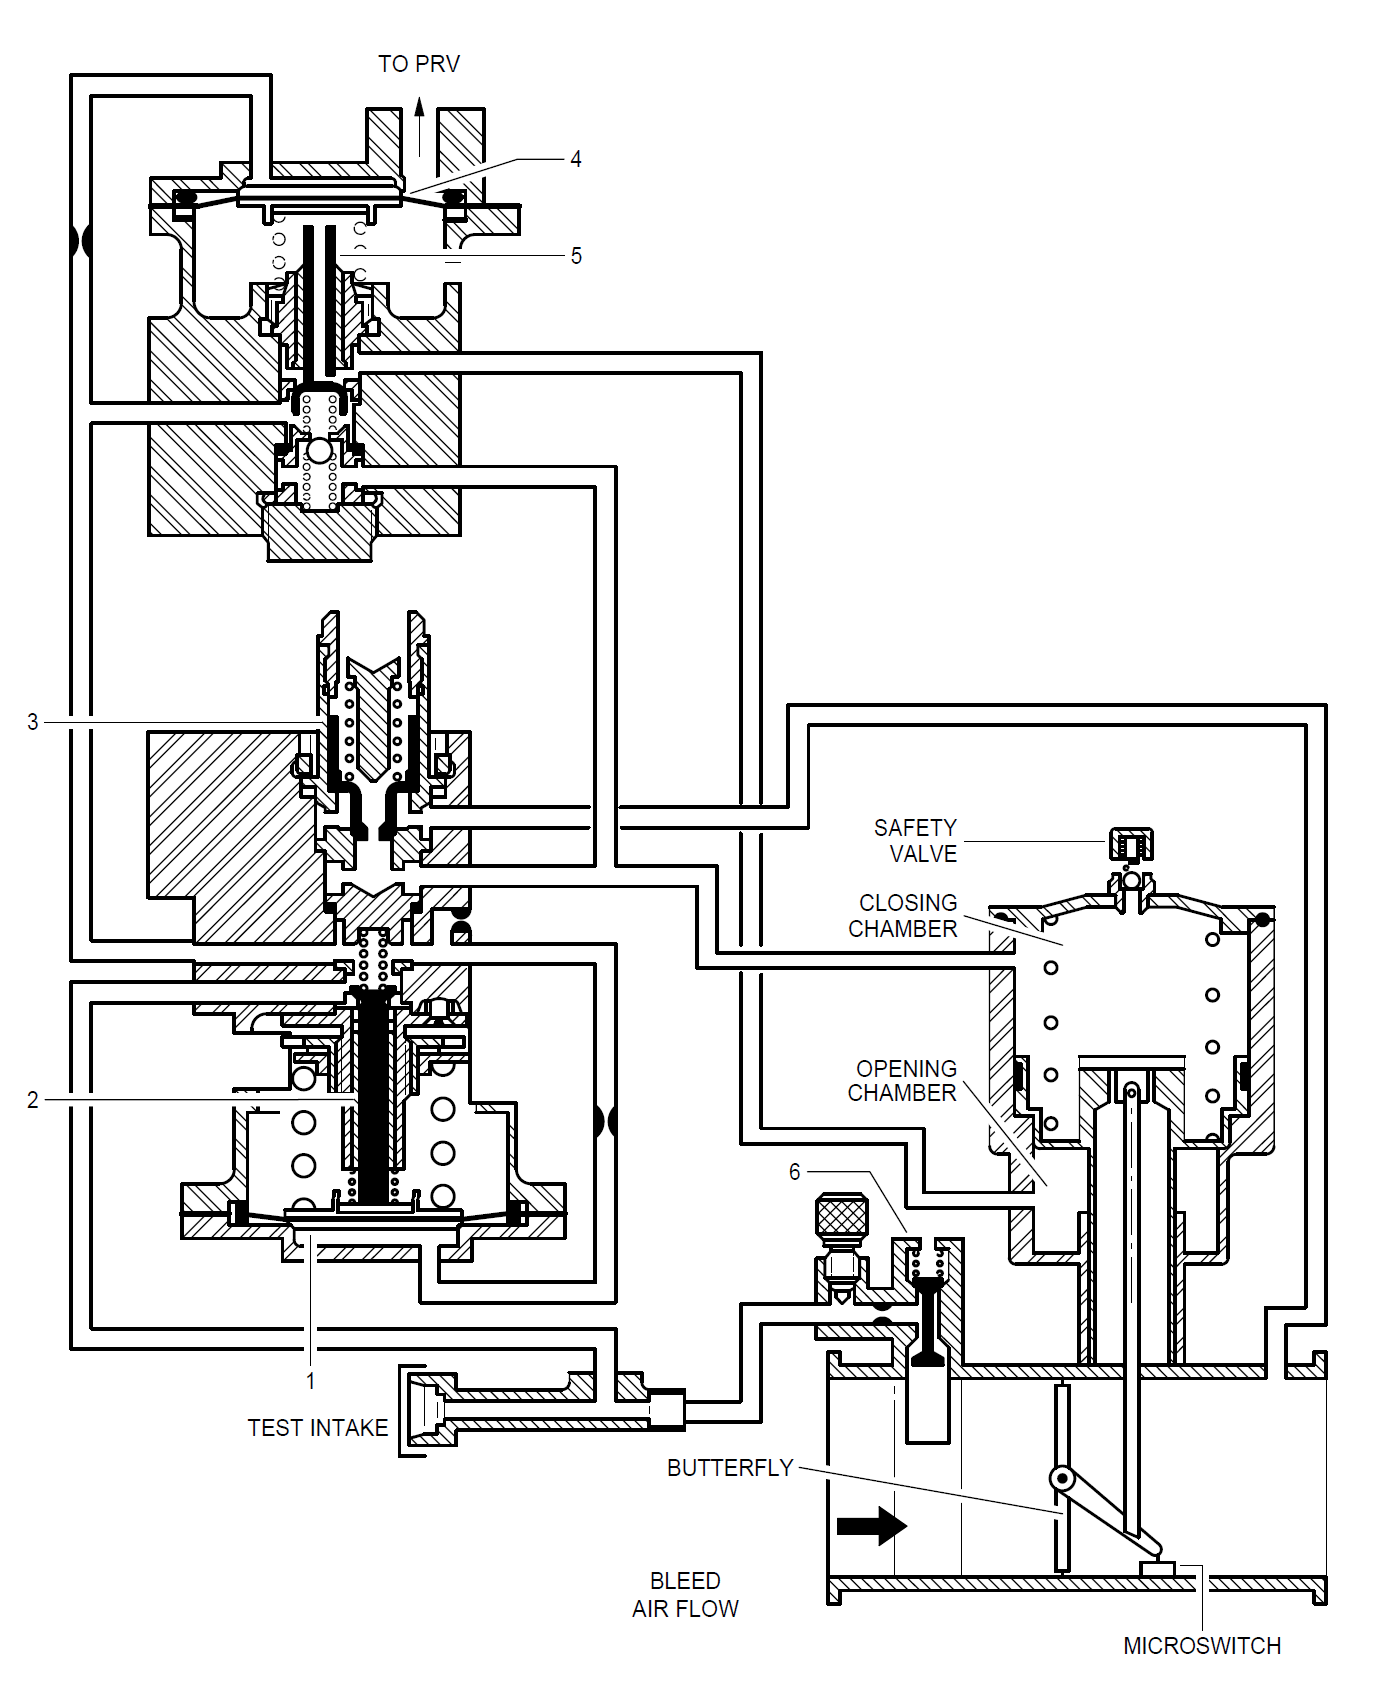 TO PRV
4
5
3
SAFETY
VALVE
CLOSING
CHAMBER
OPENING
CHAMBER
2
6
1
TEST INTAKE
BUTTERFLY
BLEED
AIR FLOW
MICROSWITCH